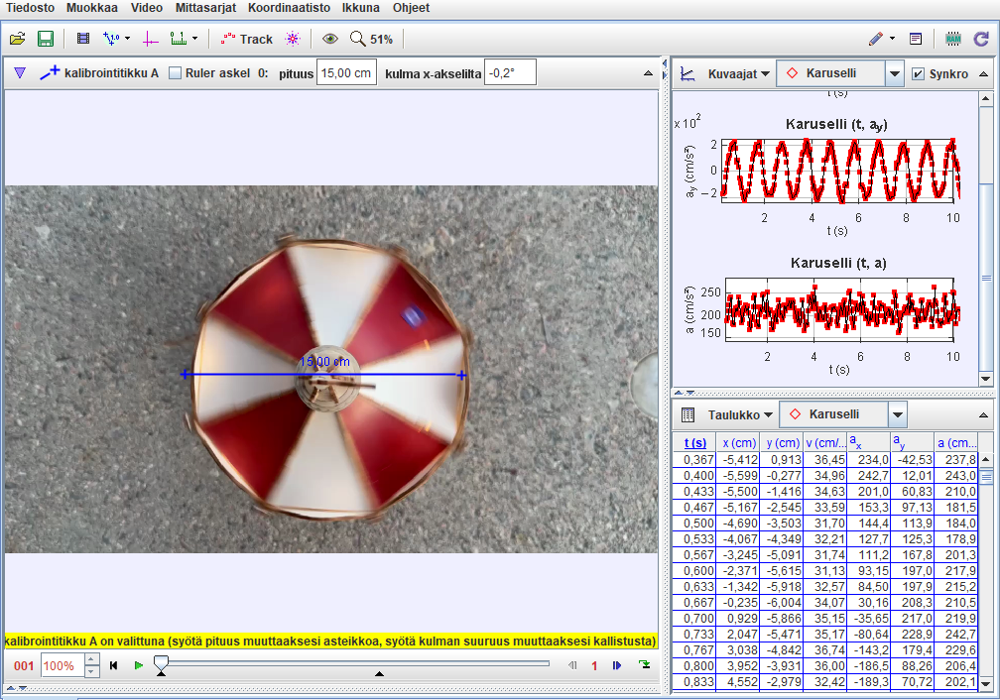 Tiedosto Muokkaa Video Mittasarjat Koordinaatisto Ikkuna Ohjeet
Track 51%
kalibrointitikku A Ruler askel 0: pituus 15,00 cm kulma x-akselilta -0,2°
Kuvaajat Karuselli Synkro
t (s)
Karuselli (t, ay)
x 10²
ay (cm/s²)
2
0
−2
2 4 6 8 10
t (s)
Karuselli (t, a)
a (cm/s²)
250
200
150
2 4 6 8 10
t (s)
15,00 cm
Taulukko Karuselli
t (s) x (cm) y (cm) v (cm/... ax ay a (cm...
0,367 -5,412 0,913 36,45 234,0 -42,53 237,8
0,400 -5,599 -0,277 34,96 242,7 12,01 243,0
0,433 -5,500 -1,416 34,63 201,0 60,83 210,0
0,467 -5,167 -2,545 33,59 153,3 97,13 181,5
0,500 -4,690 -3,503 31,70 144,4 113,9 184,0
0,533 -4,067 -4,349 32,21 127,7 125,3 178,9
0,567 -3,245 -5,091 31,74 111,2 167,8 201,3
0,600 -2,371 -5,615 31,13 93,15 197,0 217,9
0,633 -1,342 -5,918 32,57 84,50 197,9 215,2
0,667 -0,235 -6,004 34,07 30,16 208,3 210,5
0,700 0,929 -5,866 35,15 -35,65 217,0 219,9
0,733 2,047 -5,471 35,17 -80,64 228,9 242,7
0,767 3,038 -4,842 36,74 -143,2 179,4 229,6
0,800 3,952 -3,931 36,00 -186,5 88,26 206,4
0,833 4,552 -2,979 32,42 -189,3 70,72 202,1
kalibrointitikku A on valittuna (syötä pituus muuttaaksesi asteikkoa, syötä kulman suuruus muuttaaksesi kallistusta)
001 100% 1